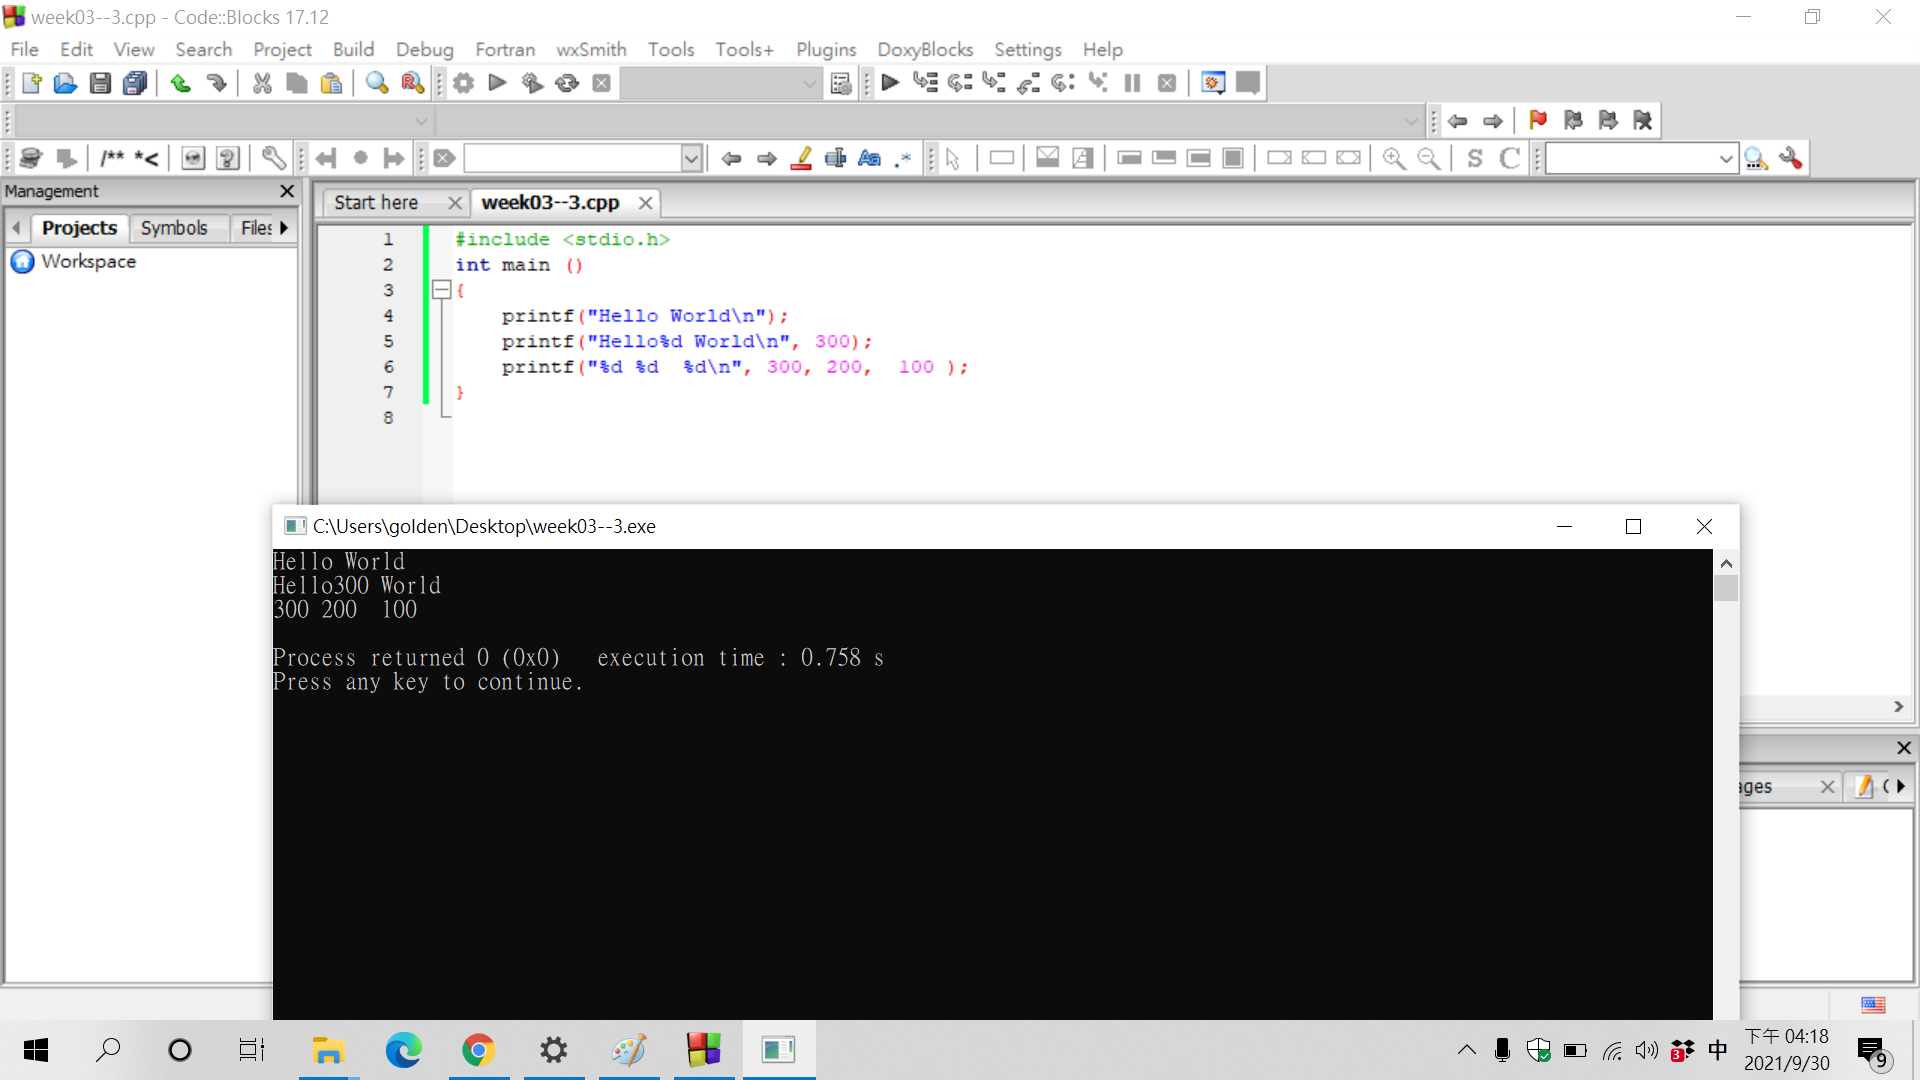 week03--3.cpp - Code::Blocks 17.12
File Edit View Search Project Build Debug Fortran wxSmith Tools Tools+ Plugins DoxyBlocks Settings Help
/** *<
S C
Management
Start here week03--3.cpp
Projects Symbols Files
Workspace
1 #include <stdio.h>
2 int main ()
3 {
4 printf("Hello World\n");
5 printf("Hello%d World\n", 300);
6 printf("%d %d  %d\n", 300, 200,  100 );
7 }
8
C:\Users\golden\Desktop\week03--3.exe
Hello World
Hello300 World
300 200  100
Process returned 0 (0x0)   execution time : 0.758 s
Press any key to continue.
下午 04:18
中
2021/9/30
3
9